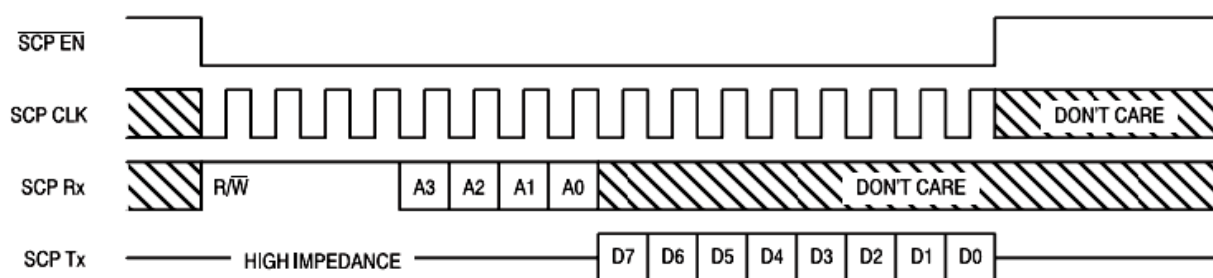 SCP EN
SCP CLK DON'T CARE
SCP Rx R/W A3 A2 A1 A0 DON'T CARE
SCP Tx HIGH IMPEDANCE D7 D6 D5 D4 D3 D2 D1 D0